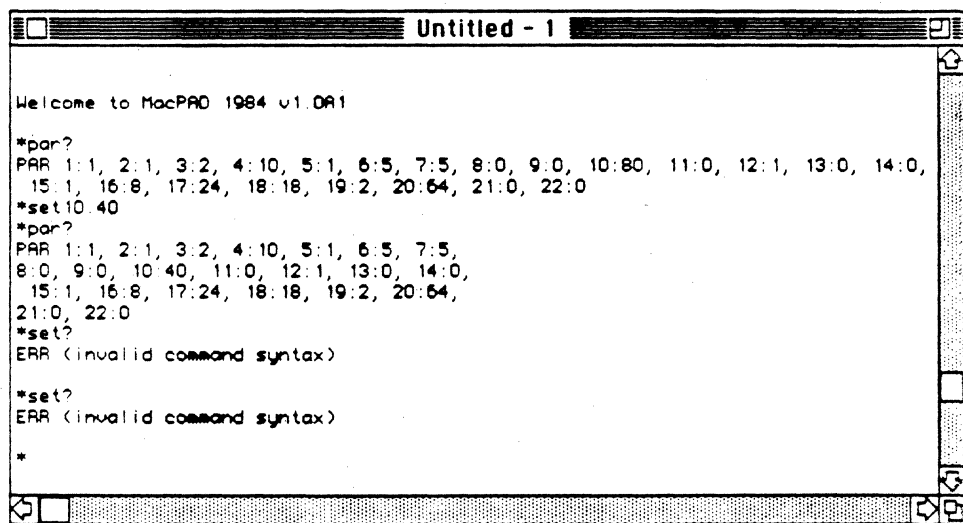 Untitled - 1
Welcome to MacPAD 1984 v1.0A1
*par?
PAR 1:1, 2:1, 3:2, 4:10, 5:1, 6:5, 7:5, 8:0, 9:0, 10:80, 11:0, 12:1, 13:0, 14:0,
15:1, 16:8, 17:24, 18:18, 19:2, 20:64, 21:0, 22:0
*set10:40
*par?
PAR 1:1, 2:1, 3:2, 4:10, 5:1, 6:5, 7:5,
8:0, 9:0, 10:40, 11:0, 12:1, 13:0, 14:0,
15:1, 16:8, 17:24, 18:18, 19:2, 20:64,
21:0, 22:0
*set?
ERR (invalid command syntax)
*set?
ERR (invalid command syntax)
*